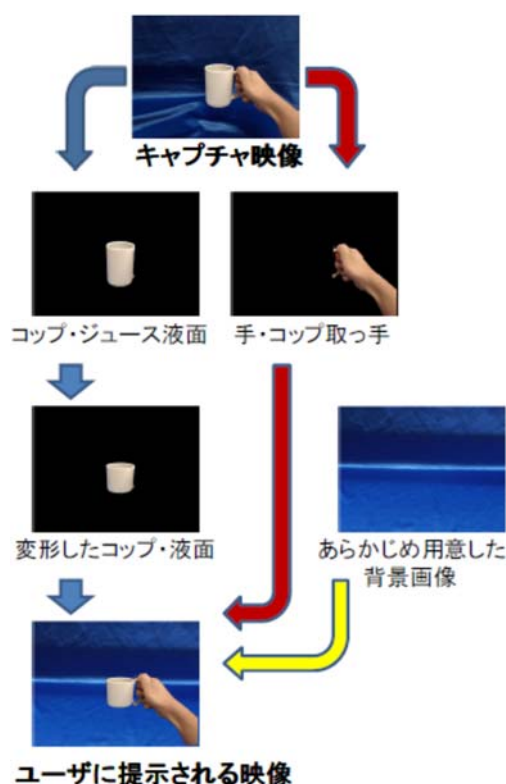 キャプチャ映像
コップ・ジュース液面
手・コップ取っ手
変形したコップ・液面
あらかじめ用意した
背景画像
ユーザに提示される映像